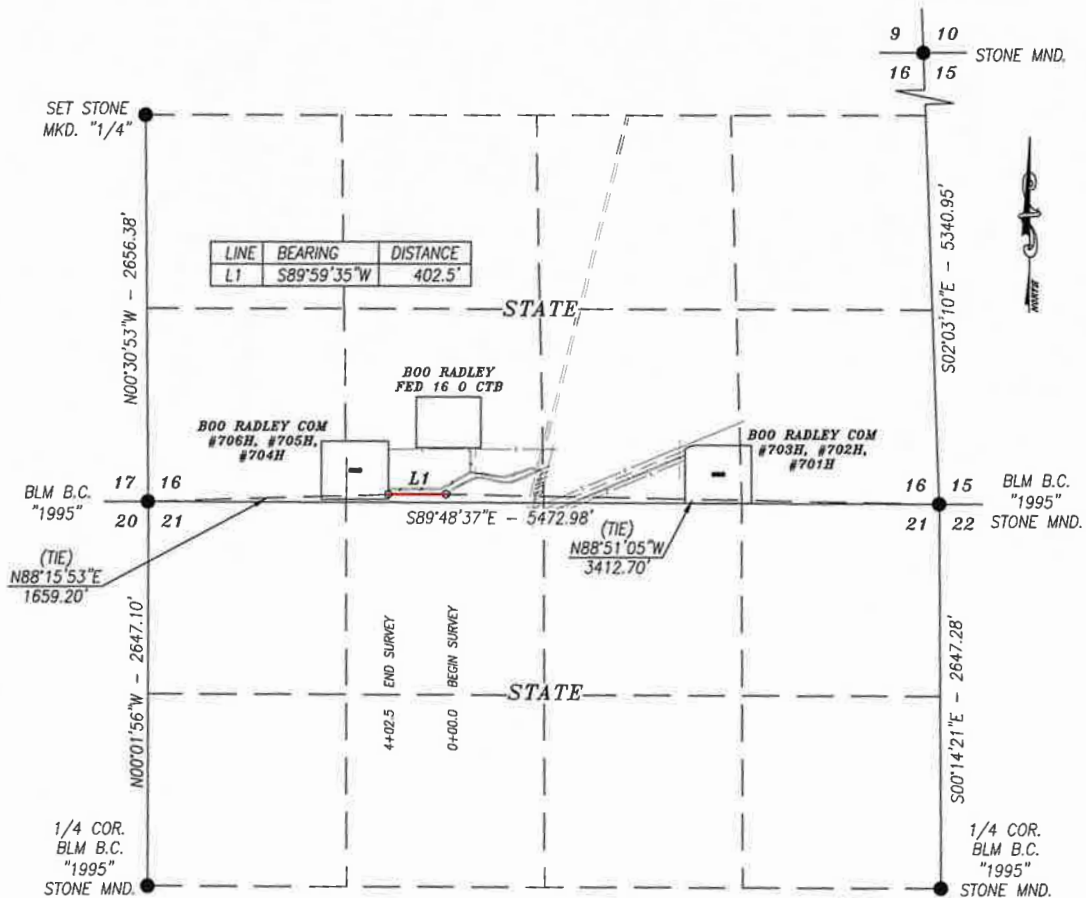 9 10
STONE MND.
16 15
SET STONE
MKD. "1/4"
N00°30'53"W - 2656.38'
S02°03'10"E - 5340.95'
NORTH
LINE BEARING DISTANCE
L1 S89°59'35"W 402.5'
STATE
BOO RADLEY
FED 16 O CTB
BOO RADLEY COM
#706H, #705H,
#704H
BOO RADLEY COM
#703H, #702H,
#701H
L1
BLM B.C.
"1995"
17 16
20 21
S89°48'37"E - 5472.98'
16 15
21 22
BLM B.C.
"1995"
STONE MND.
(TIE)
N88°15'53"E
1659.20'
(TIE)
N88°51'05"W
3412.70'
N00°01'56"W - 2647.10'
4+02.5 END SURVEY
0+00.0 BEGIN SURVEY
STATE
S00°14'21"E - 2647.28'
1/4 COR.
BLM B.C.
"1995"
STONE MND.
1/4 COR.
BLM B.C.
"1995"
STONE MND.